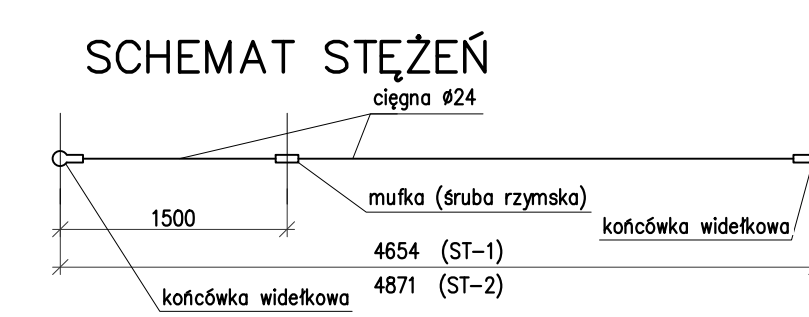 SCHEMAT STĘŻEŃ
cięgna ø24
mufka (śruba rzymska)
1500
końcówka widełkowa
4654 (ST-1)
4871 (ST-2)
końcówka widełkowa